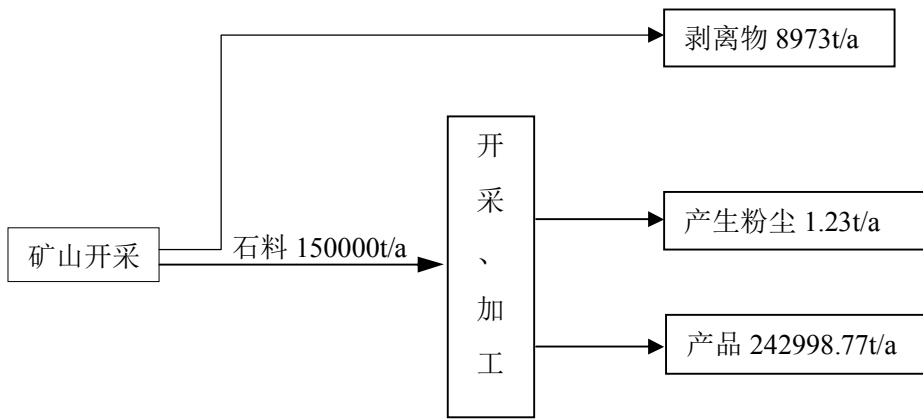 剥离物 8973t/a
开采、加工
产生粉尘 1.23t/a
矿山开采
石料 150000t/a
产品 242998.77t/a